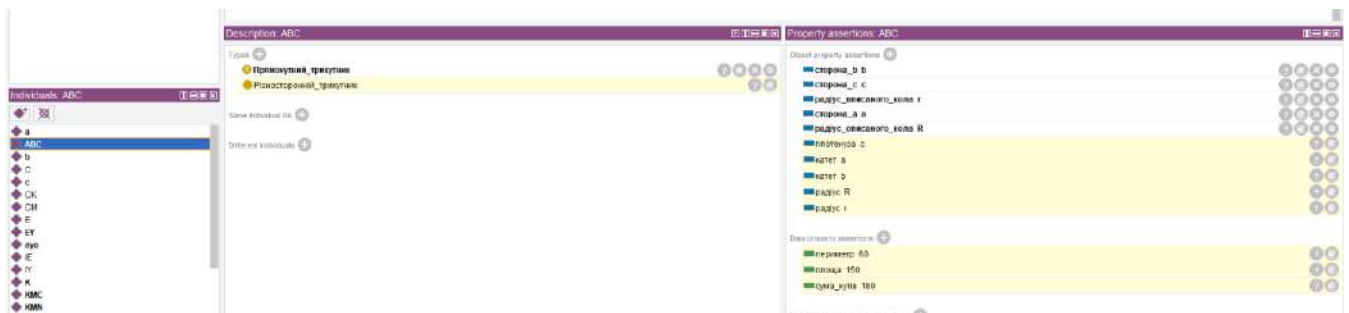 Description: ABC
Property assertions: ABC
Types
Object property assertions
Прямокутний_трикутник
Різносторонній_трикутник
Same Individual As
Different Individuals
сторона_b b
сторона_c c
радіус_вписаного_кола r
сторона_a a
радіус_описаного_кола R
гіпотенуза c
катет a
катет b
радіус R
радіус r
Data property assertions
периметр 60
площа 150
сума_кутів 180
Individuals: ABC
a
ABC
b
C
c
CK
CM
E
EY
IE
IY
K
KMC
KMN